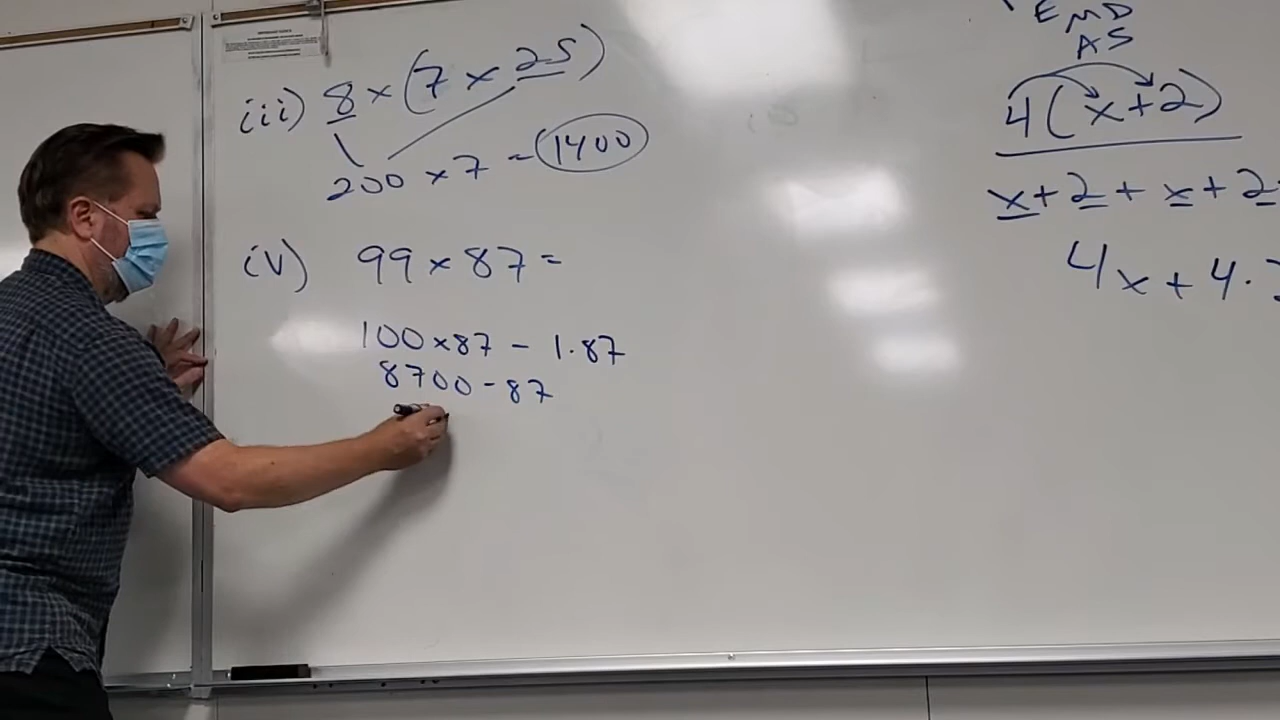 iii) 8 × (7 × 25)
200 × 7 = 1400
iv) 99 × 87 =
100 × 87 - 1·87
8700 - 87
E MD
AS
4(x+2)
x+2+x+2
4x+4·